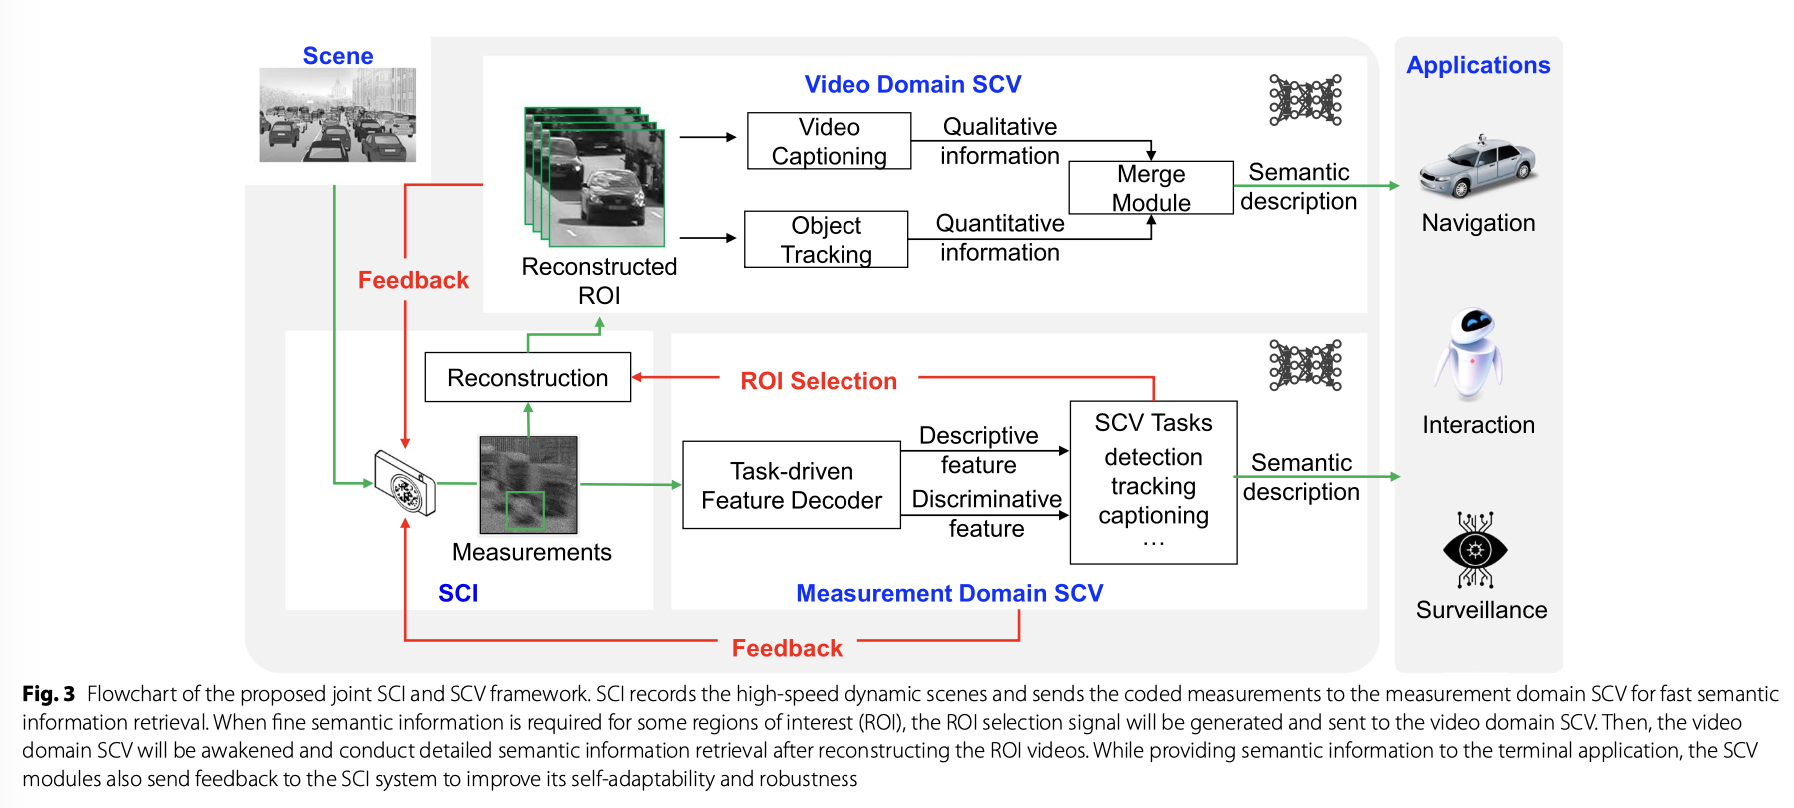 Scene
Video Domain SCV
Applications
Video
Captioning
Qualitative
information
Merge
Module
Semantic
description
Object
Tracking
Quantitative
information
Reconstructed
ROI
Navigation
Feedback
Reconstruction
ROI Selection
Interaction
Measurements
SCI
Task-driven
Feature Decoder
Descriptive
feature
Discriminative
feature
SCV Tasks
detection
tracking
captioning
...
Semantic
description
Measurement Domain SCV
Surveillance
Feedback
Fig. 3 Flowchart of the proposed joint SCI and SCV framework. SCI records the high-speed dynamic scenes and sends the coded measurements to the measurement domain SCV for fast semantic
information retrieval. When fine semantic information is required for some regions of interest (ROI), the ROI selection signal will be generated and sent to the video domain SCV. Then, the video
domain SCV will be awakened and conduct detailed semantic information retrieval after reconstructing the ROI videos. While providing semantic information to the terminal application, the SCV
modules also send feedback to the SCI system to improve its self-adaptability and robustness